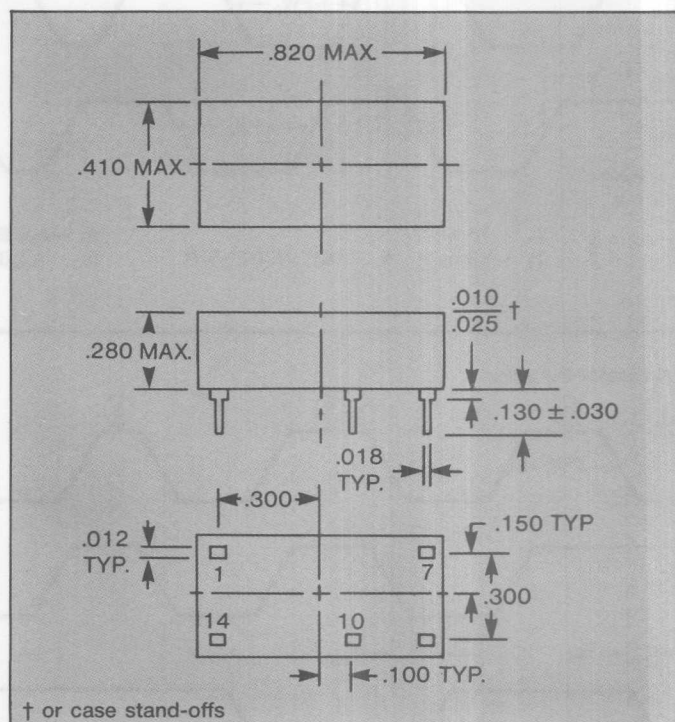 .820 MAX.
.410 MAX.
.010
.025 †
.280 MAX.
.130 ± .030
.018
TYP.
.300
.150 TYP
.012
TYP.
1
7
.300
14
10
.100 TYP.
† or case stand-offs